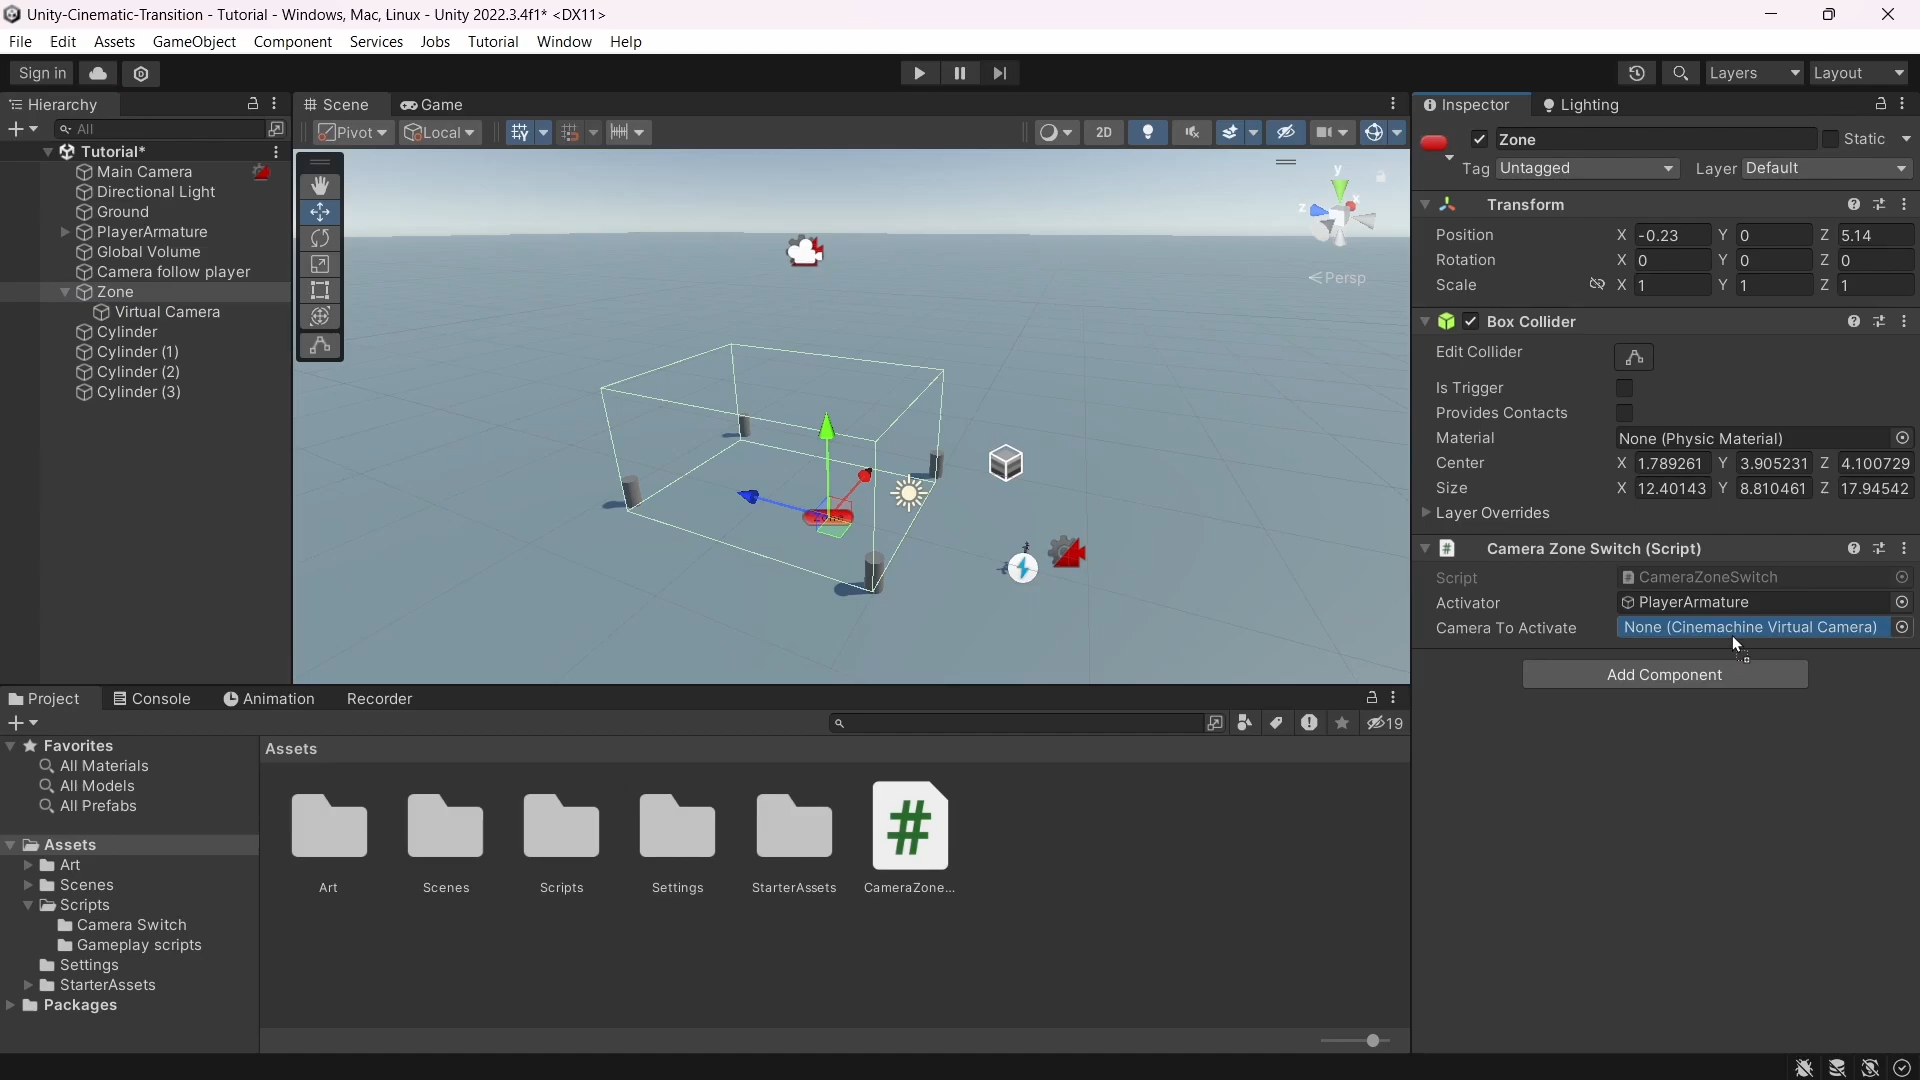 Unity-Cinematic-Transition - Tutorial - Windows, Mac, Linux - Unity 2022.3.4f1* <DX11>
File Edit Assets GameObject Component Services Jobs Tutorial Window Help
Sign in
Layers
Layout
Hierarchy
All
Tutorial*
Main Camera
Directional Light
Ground
PlayerArmature
Global Volume
Camera follow player
Zone
Virtual Camera
Cylinder
Cylinder (1)
Cylinder (2)
Cylinder (3)
Scene
Game
Pivot
Local
2D
y
x
z
Persp
Inspector
Lighting
Zone
Static
Tag Untagged
Layer Default
Transform
Position X -0.23 Y 0 Z 5.14
Rotation X 0 Y 0 Z 0
Scale X 1 Y 1 Z 1
Box Collider
Edit Collider
Is Trigger
Provides Contacts
Material None (Physic Material)
Center X 1.789261 Y 3.905231 Z 4.100729
Size X 12.40143 Y 8.810461 Z 17.94542
Layer Overrides
Camera Zone Switch (Script)
Script CameraZoneSwitch
Activator PlayerArmature
Camera To Activate None (Cinemachine Virtual Camera)
Add Component
Project
Console
Animation
Recorder
19
Favorites
All Materials
All Models
All Prefabs
Assets
Art
Scenes
Scripts
Camera Switch
Gameplay scripts
Settings
StarterAssets
Packages
Assets
Art
Scenes
Scripts
Settings
StarterAssets
CameraZone...